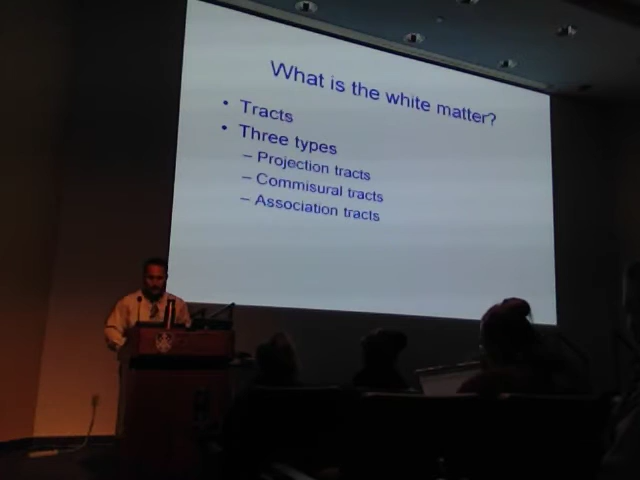 What is the white matter?
• Tracts
• Three types
– Projection tracts
– Commisural tracts
– Association tracts